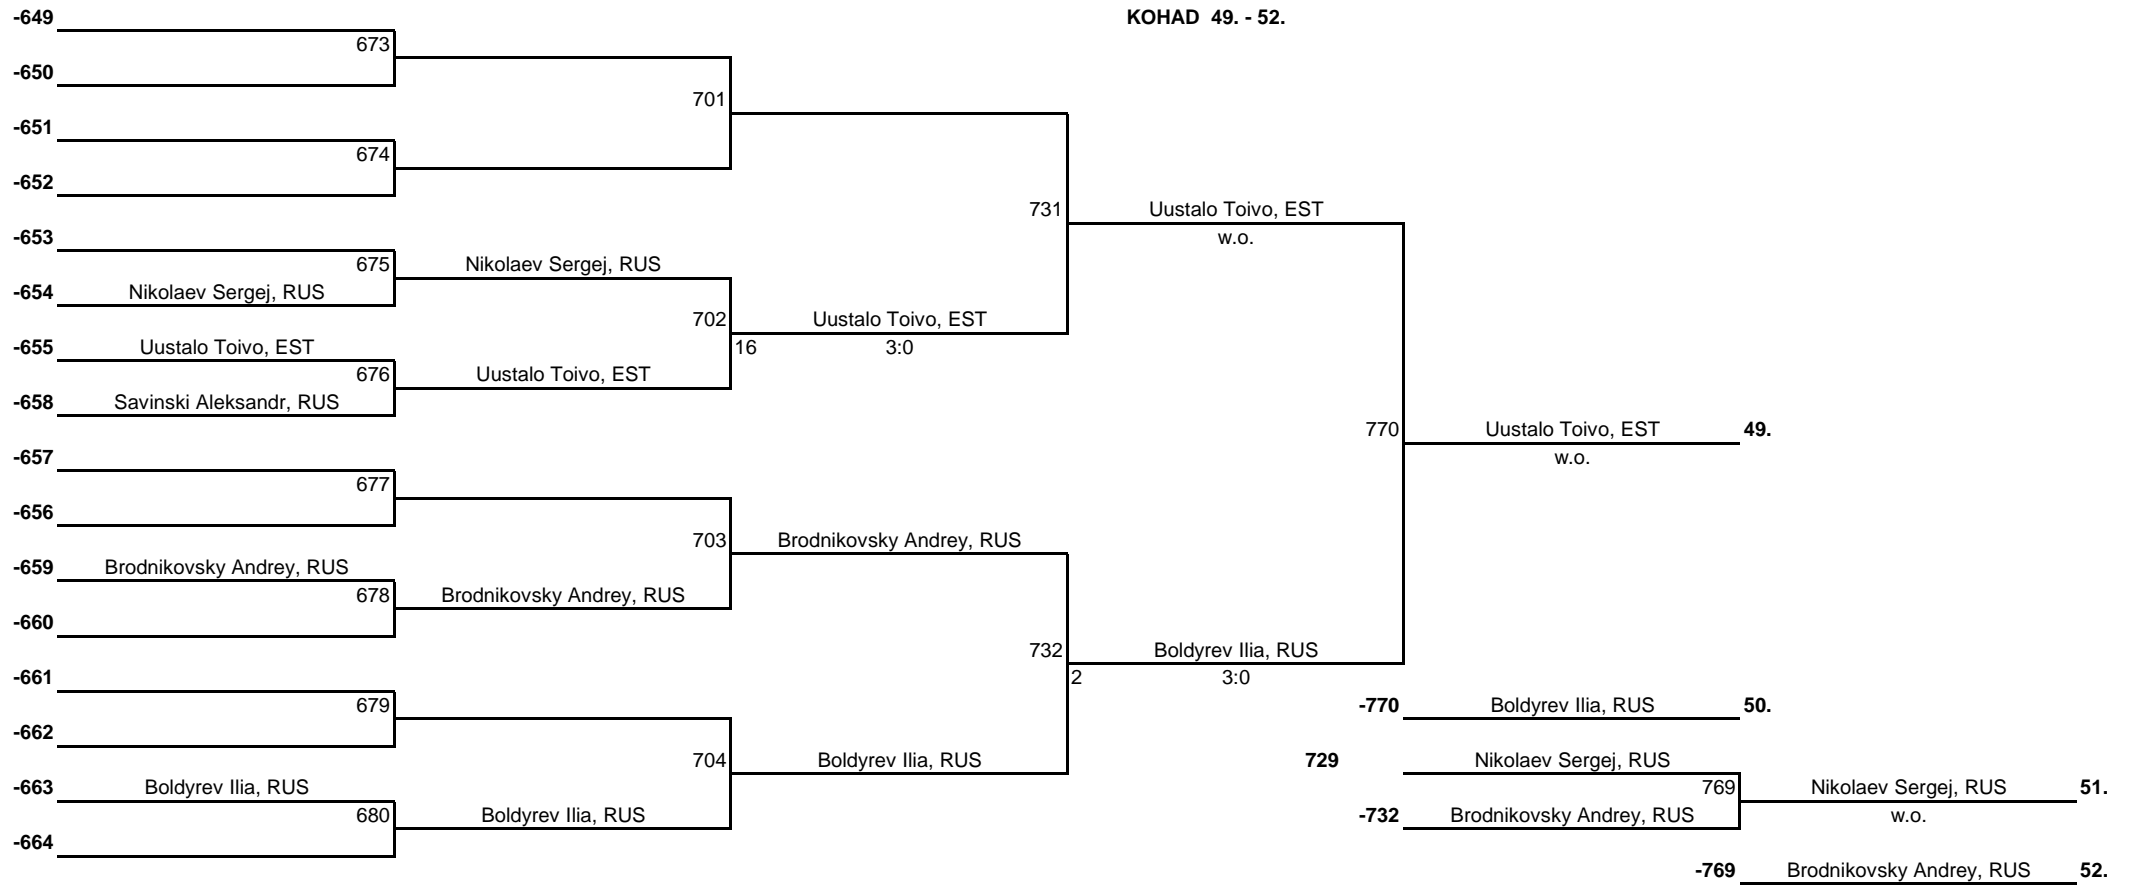 -649
KOHAD 49. - 52.
673
-650
701
-651
674
-652
731 Uustalo Toivo, EST
w.o.
-653
675 Nikolaev Sergej, RUS
-654 Nikolaev Sergej, RUS
702 Uustalo Toivo, EST
16 3:0
-655 Uustalo Toivo, EST
676 Uustalo Toivo, EST
-658 Savinski Aleksandr, RUS
770 Uustalo Toivo, EST 49.
w.o.
-657
677
-656
703 Brodnikovsky Andrey, RUS
-659 Brodnikovsky Andrey, RUS
678 Brodnikovsky Andrey, RUS
-660
732 Boldyrev Ilia, RUS
2 3:0
-661
679
-770 Boldyrev Ilia, RUS 50.
-662
704 Boldyrev Ilia, RUS
729 Nikolaev Sergej, RUS
-663 Boldyrev Ilia, RUS
769 Nikolaev Sergej, RUS 51.
w.o.
680 Boldyrev Ilia, RUS
-732 Brodnikovsky Andrey, RUS
-664
-769 Brodnikovsky Andrey, RUS 52.